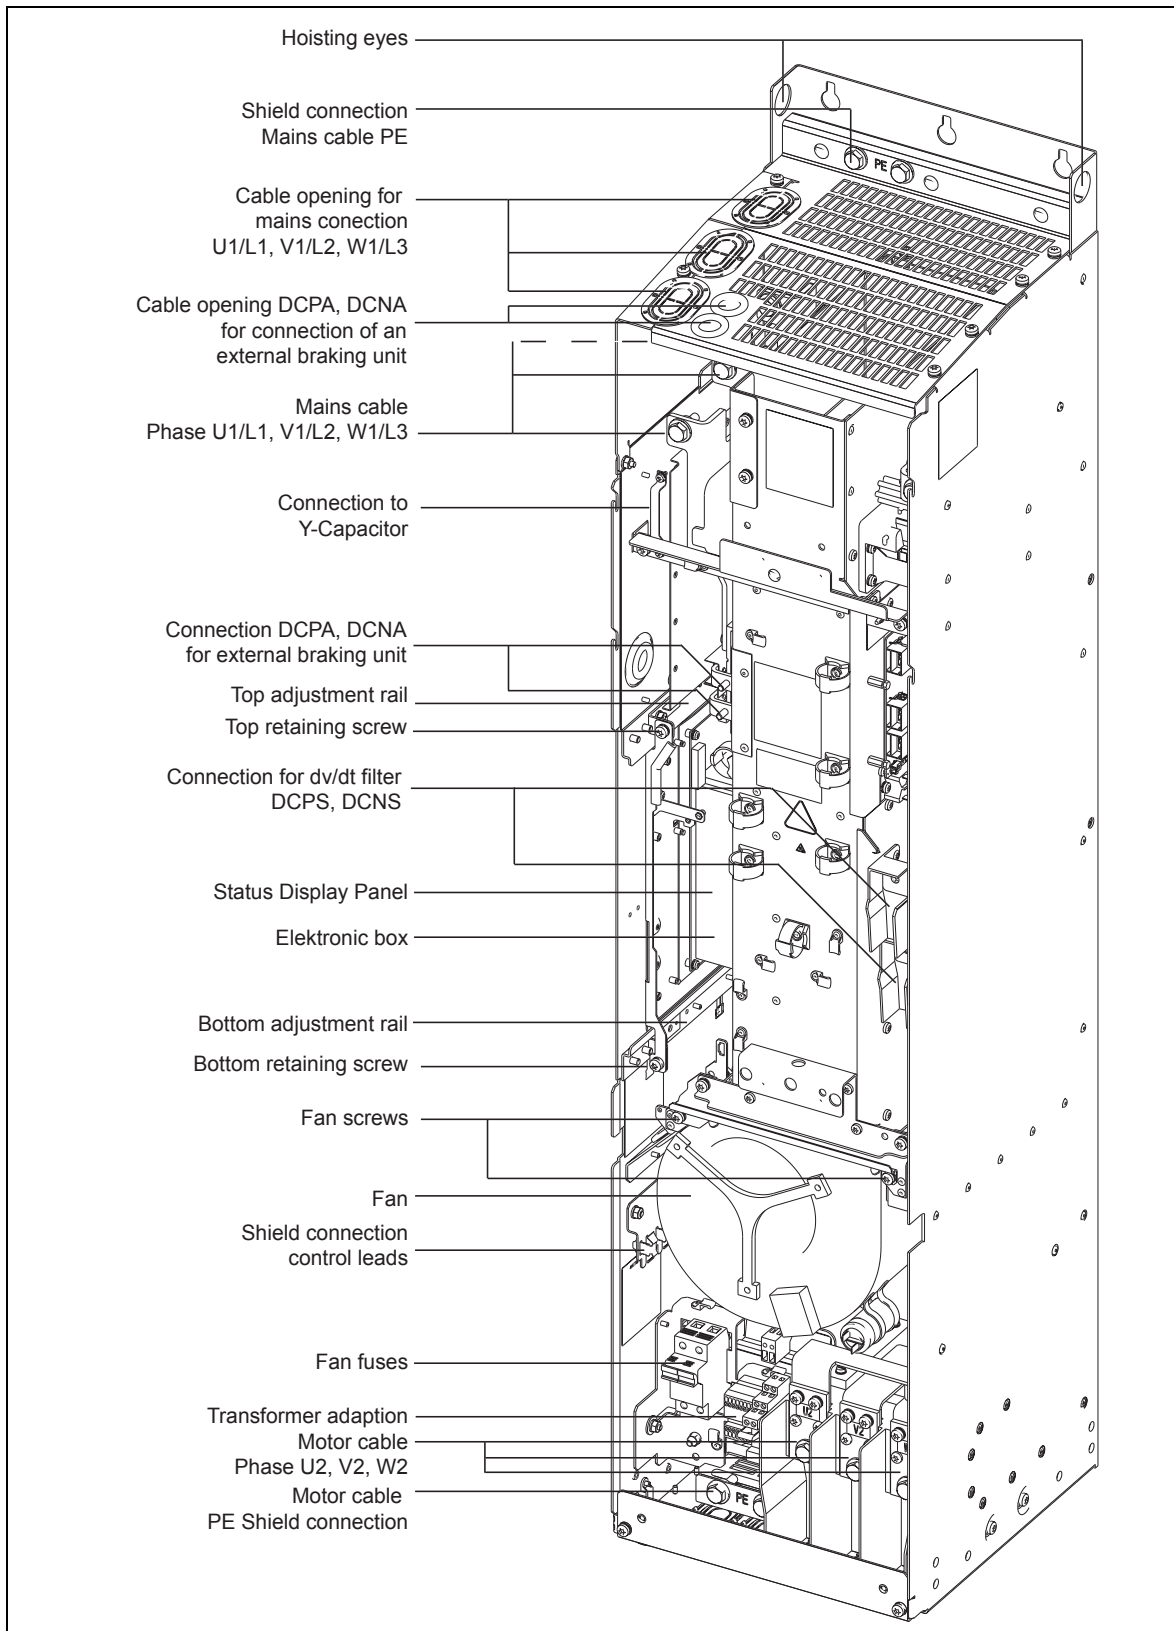 Hoisting eyes
Shield connection
Mains cable PE
PE
Cable opening for
mains conection
U1/L1, V1/L2, W1/L3
Cable opening DCPA, DCNA
for connection of an
external braking unit
Mains cable
Phase U1/L1, V1/L2, W1/L3
Connection to
Y-Capacitor
Connection DCPA, DCNA
for external braking unit
Top adjustment rail
Top retaining screw
Connection for dv/dt filter
DCPS, DCNS
Status Display Panel
Elektronic box
Bottom adjustment rail
Bottom retaining screw
Fan screws
Fan
Shield connection
control leads
Fan fuses
Transformer adaption
Motor cable
Phase U2, V2, W2
Motor cable
PE Shield connection
U2
V2
PE